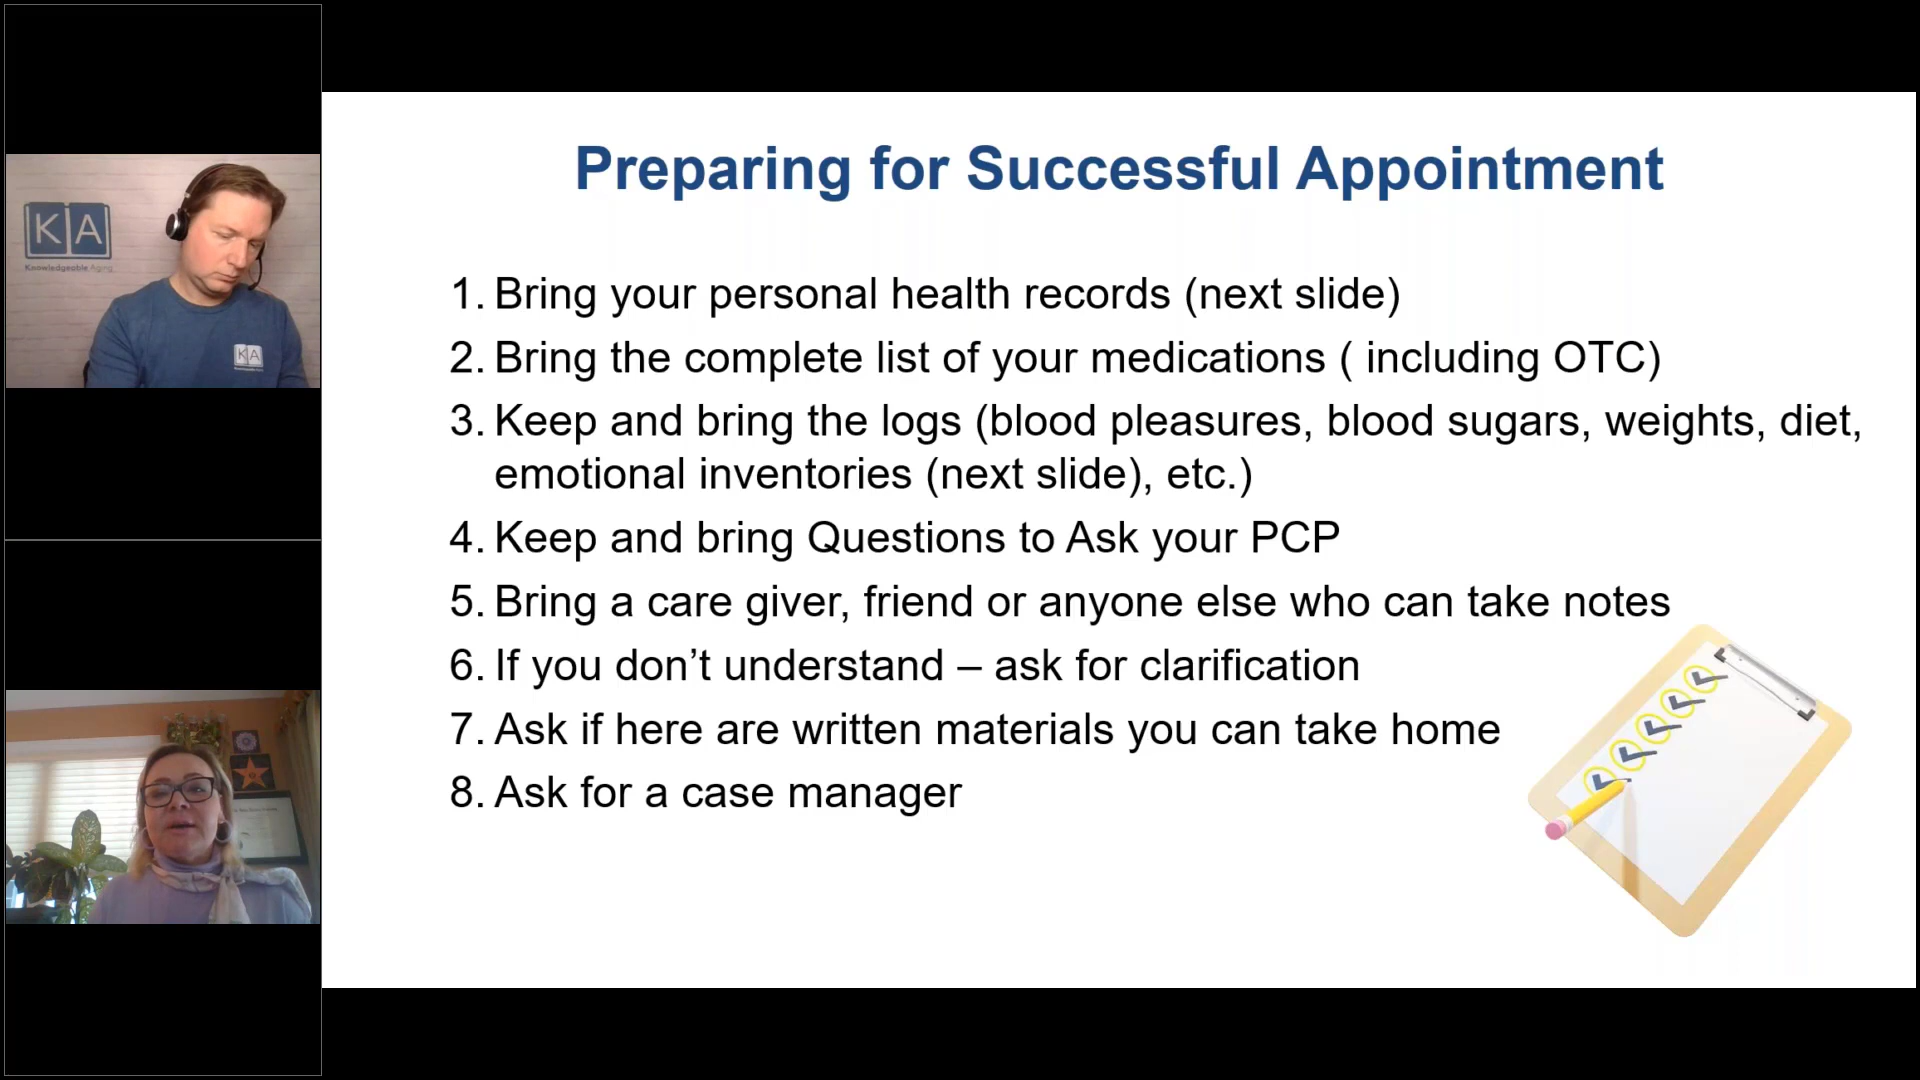 KA
Knowledgeable Aging
KA
Preparing for Successful Appointment
1. Bring your personal health records (next slide)
2. Bring the complete list of your medications ( including OTC)
3. Keep and bring the logs (blood pleasures, blood sugars, weights, diet,
emotional inventories (next slide), etc.)
4. Keep and bring Questions to Ask your PCP
5. Bring a care giver, friend or anyone else who can take notes
6. If you don’t understand – ask for clarification
7. Ask if here are written materials you can take home
8. Ask for a case manager